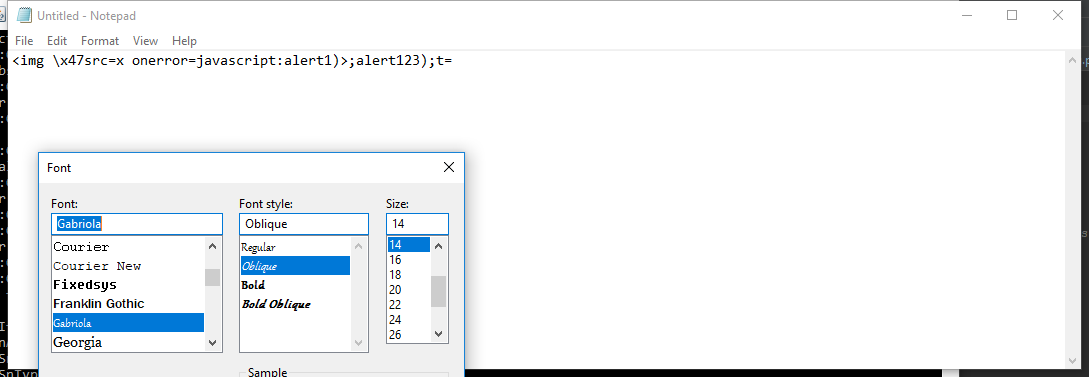 Untitled - Notepad
File Edit Format View Help
<img \x47src=x onerror=javascript:alert1)>;alert123);t=
Font
Font: Font style: Size:
Gabriola Oblique 14
Courier Regular 14
Courier New Oblique 16
Fixedsys Bold 18
Franklin Gothic Bold Oblique 20
Gabriola 22
Georgia 24
26
Sample